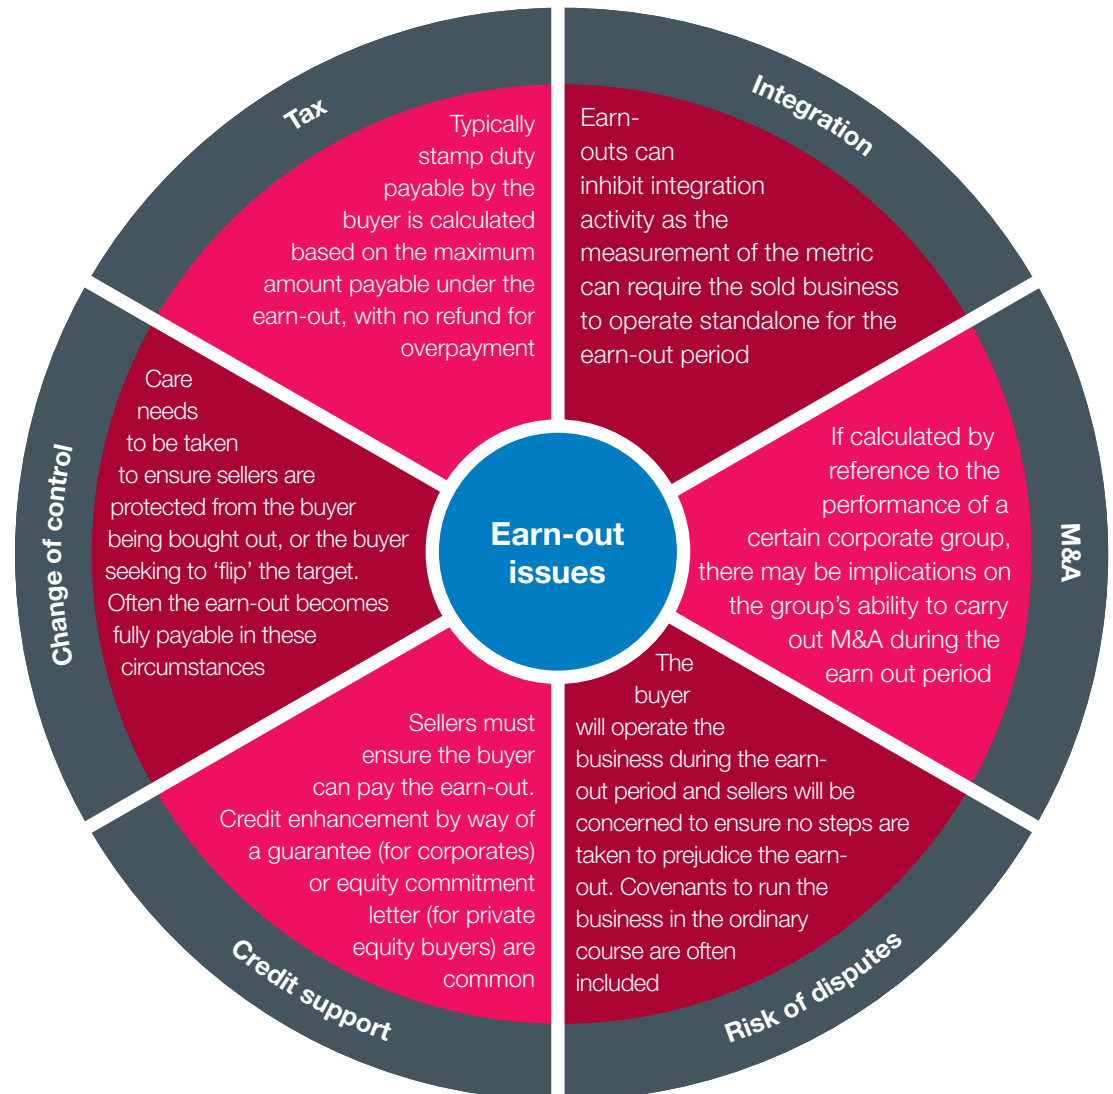 Earn-out
issues
Integration
Earn-
outs can
inhibit integration
activity as the
measurement of the metric
can require the sold business
to operate standalone for the
earn-out period
M&A
If calculated by
reference to the
performance of a
certain corporate group,
there may be implications on
the group’s ability to carry
out M&A during the
earn out period
Risk of disputes
The
buyer
will operate the
business during the earn-
out period and sellers will be
concerned to ensure no steps are
taken to prejudice the earn-
out. Covenants to run the
business in the ordinary
course are often
included
Credit support
Sellers must
ensure the buyer
can pay the earn-out.
Credit enhancement by way of
a guarantee (for corporates)
or equity commitment
letter (for private
equity buyers) are
common
Change of control
Care
needs
to be taken
to ensure sellers are
protected from the buyer
being bought out, or the buyer
seeking to ‘flip’ the target.
Often the earn-out becomes
fully payable in these
circumstances
Tax
Typically
stamp duty
payable by the
buyer is calculated
based on the maximum
amount payable under the
earn-out, with no refund for
overpayment